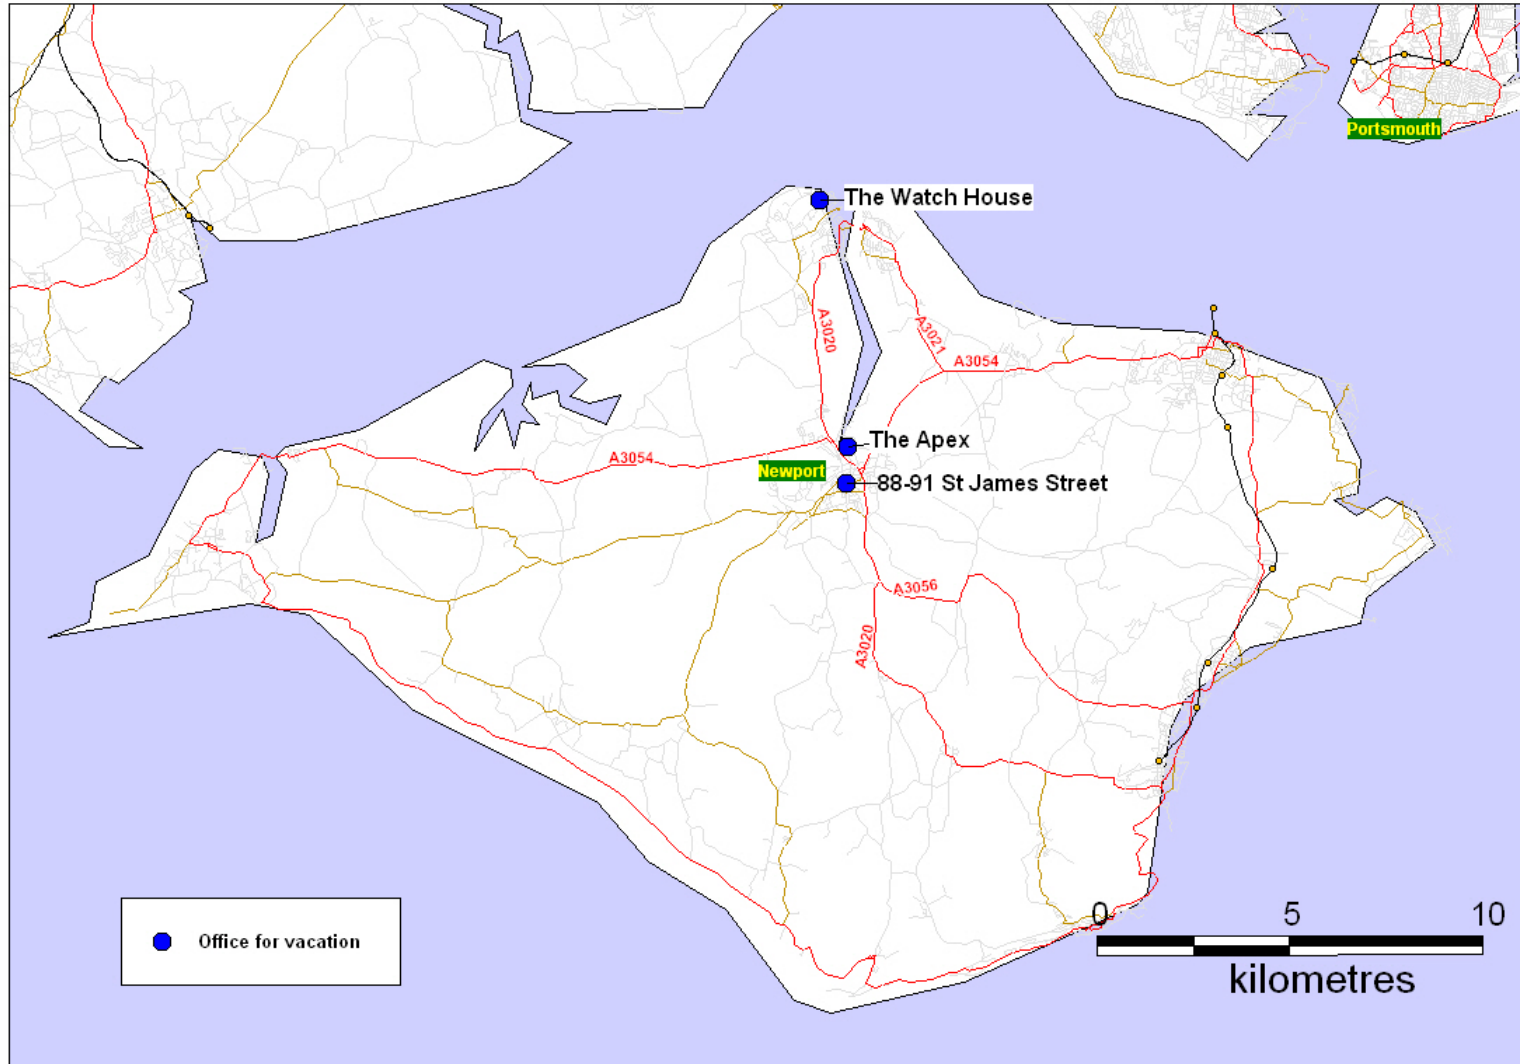 Portsmouth
The Watch House
A3020
A3021
A3054
The Apex
A3054
Newport
88-91 St James Street
A3056
A3020
Office for vacation
0 5 10
kilometres